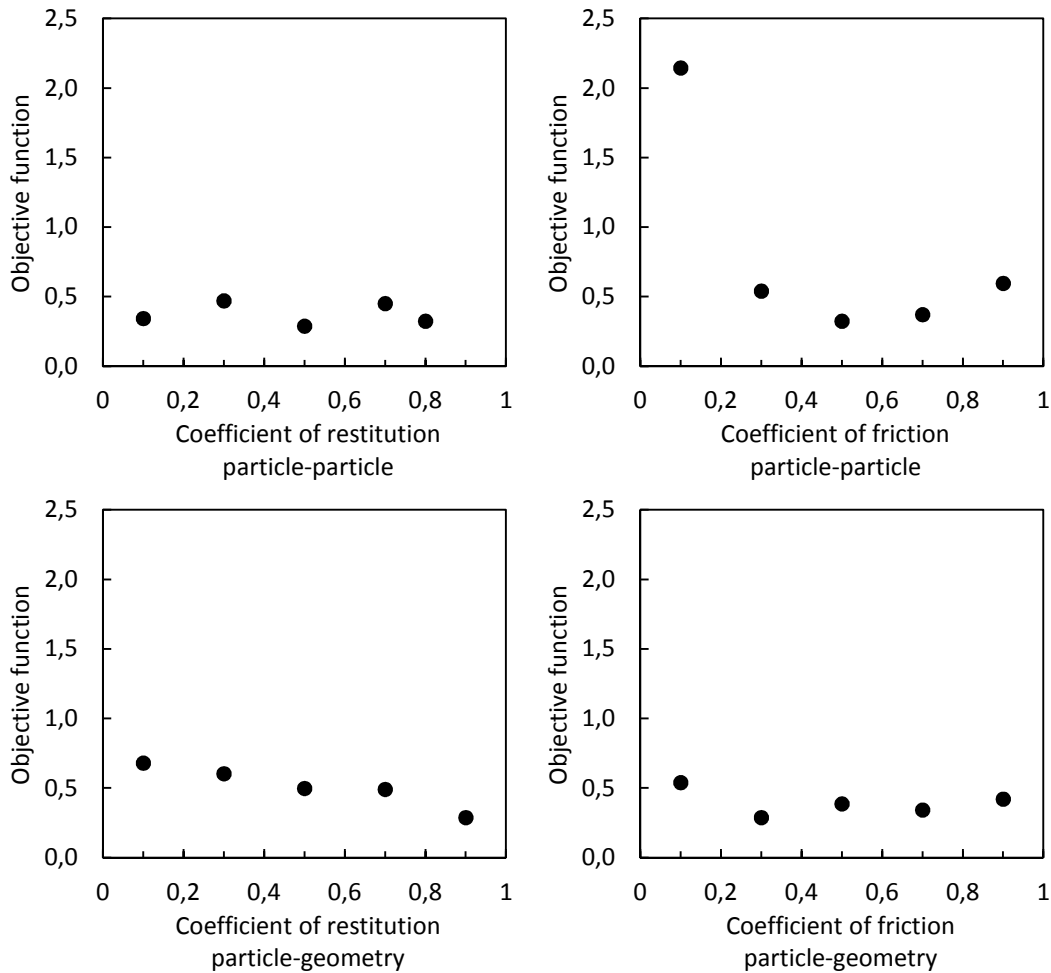 2,5
2,0
1,5
1,0
0,5
0,0
Objective function
0 0,2 0,4 0,6 0,8 1
Coefficient of restitution
particle-particle
2,5
2,0
1,5
1,0
0,5
0,0
Objective function
0 0,2 0,4 0,6 0,8 1
Coefficient of friction
particle-particle
2,5
2,0
1,5
1,0
0,5
0,0
Objective function
0 0,2 0,4 0,6 0,8 1
Coefficient of restitution
particle-geometry
2,5
2,0
1,5
1,0
0,5
0,0
Objective function
0 0,2 0,4 0,6 0,8 1
Coefficient of friction
particle-geometry